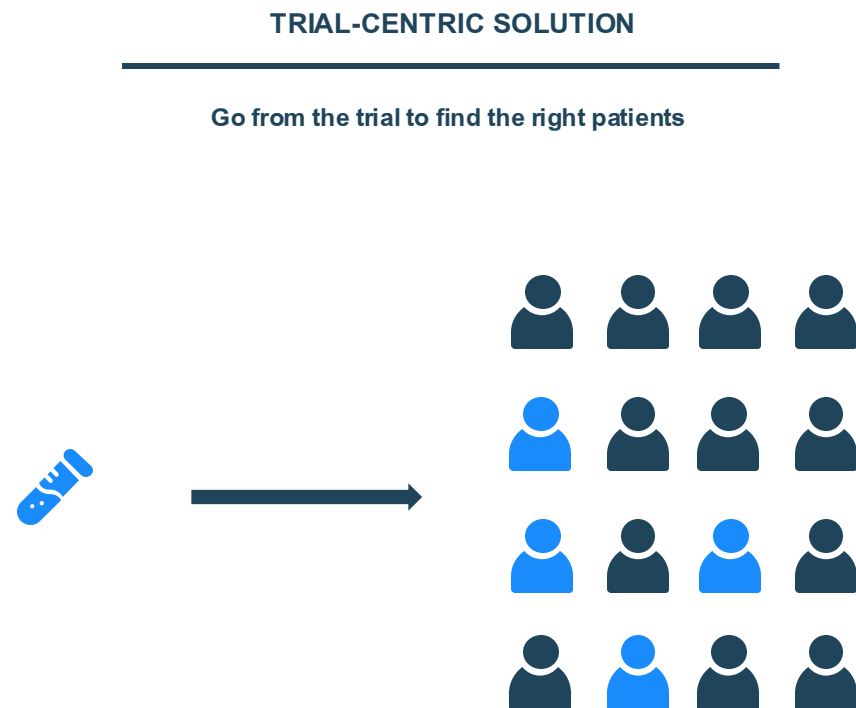 TRIAL-CENTRIC SOLUTION
Go from the trial to find the right patients